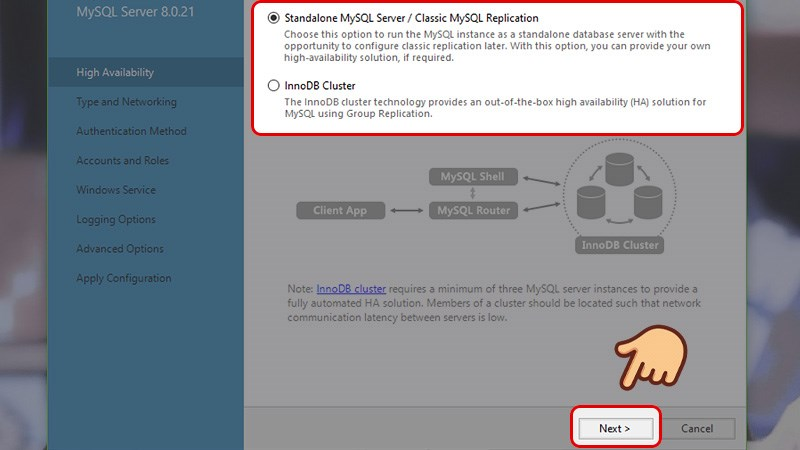 MySQL Server 8.0.21
High Availability
Type and Networking
Authentication Method
Accounts and Roles
Windows Service
Logging Options
Advanced Options
Apply Configuration
Standalone MySQL Server / Classic MySQL Replication
Choose this option to run the MySQL instance as a standalone database server with the
opportunity to configure classic replication later. With this option, you can provide your own
high-availability solution, if required.
InnoDB Cluster
The InnoDB cluster technology provides an out-of-the-box high availability (HA) solution for
MySQL using Group Replication.
MySQL Shell
Client App
MySQL Router
InnoDB Cluster
Note: InnoDB cluster requires a minimum of three MySQL server instances to provide a
fully automated HA solution. Members of a cluster should be located such that network
communication latency between servers is low.
Next >
Cancel